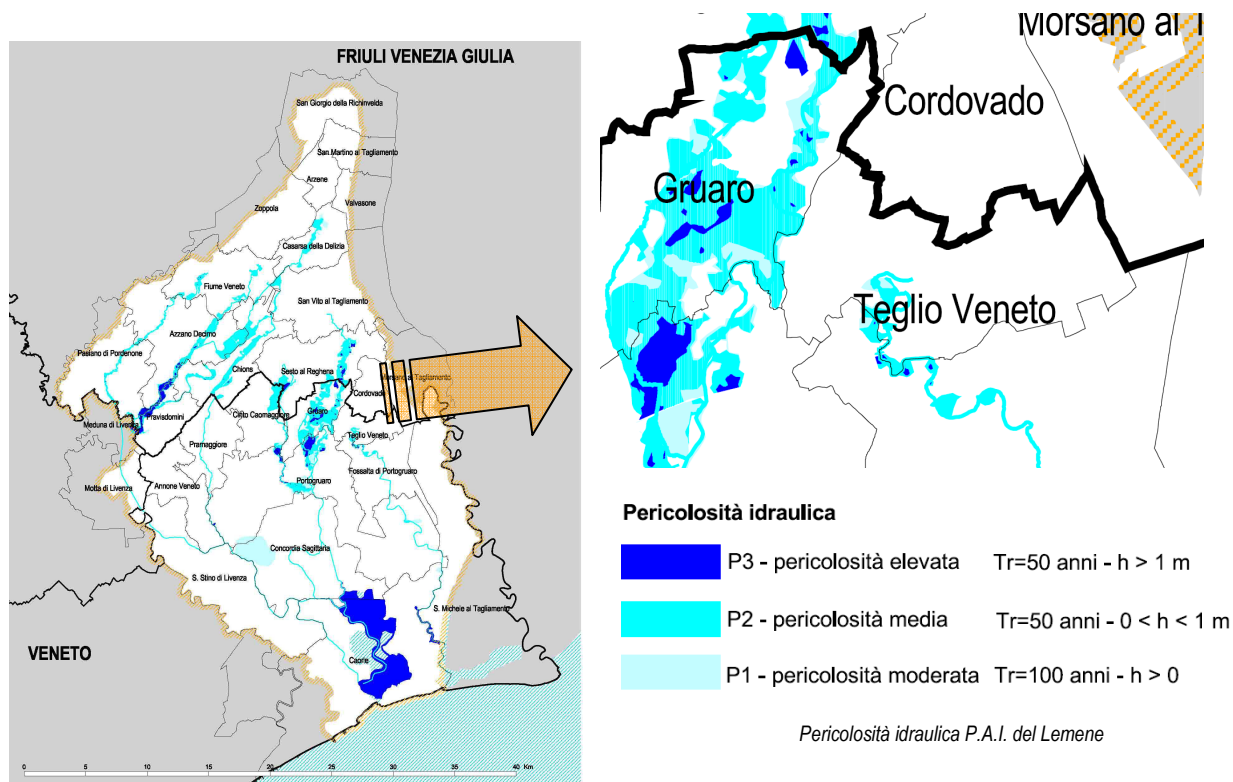 FRIULI VENEZIA GIULIA
San Giorgio della Richinvelda
San Martino al Tagliamento
Arzene
Valvasone
Zoppola
Casarsa della Delizia
Fiume Veneto
San Vito al Tagliamento
Azzano Decimo
Pasiano di Pordenone
Chions
Sesto al Reghena
Cordovado
Morsano al Tagliamento
Pravisdomini
Cinto Caomaggiore
Gruaro
Meduna di Livenza
Pramaggiore
Teglio Veneto
Fossalta di Portogruaro
Annone Veneto
Portogruaro
Motta di Livenza
Concordia Sagittaria
S. Stino di Livenza
S. Michele al Tagliamento
Caorle
VENETO
0 5 10 15 20 25 30 35 40 Km
Morsano al T
Cordovado
Gruaro
Teglio Veneto
Pericolosità idraulica
P3 - pericolosità elevata Tr=50 anni - h > 1 m
P2 - pericolosità media Tr=50 anni - 0 < h < 1 m
P1 - pericolosità moderata Tr=100 anni - h > 0
Pericolosità idraulica P.A.I. del Lemene